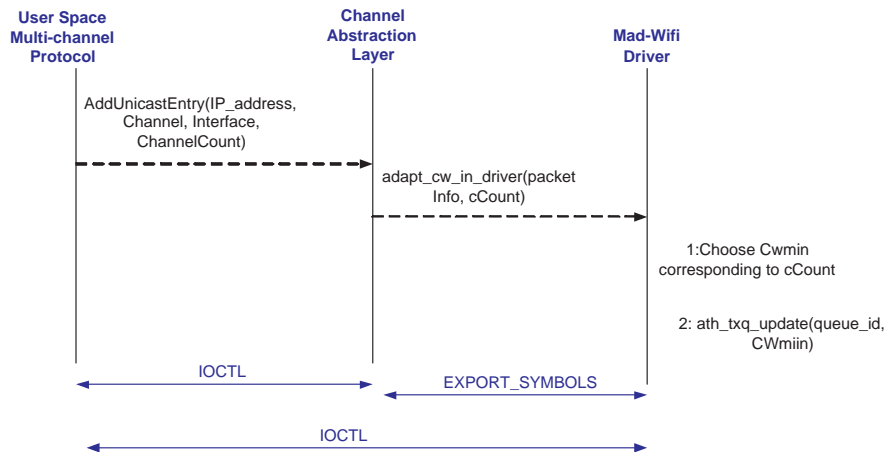 User Space
Multi-channel
Protocol
Channel
Abstraction
Layer
Mad-Wifi
Driver
AddUnicastEntry(IP_address,
Channel, Interface,
ChannelCount)
adapt_cw_in_driver(packet
Info, cCount)
1:Choose Cwmin
corresponding to cCount
2: ath_txq_update(queue_id,
CWmiin)
IOCTL
EXPORT_SYMBOLS
IOCTL